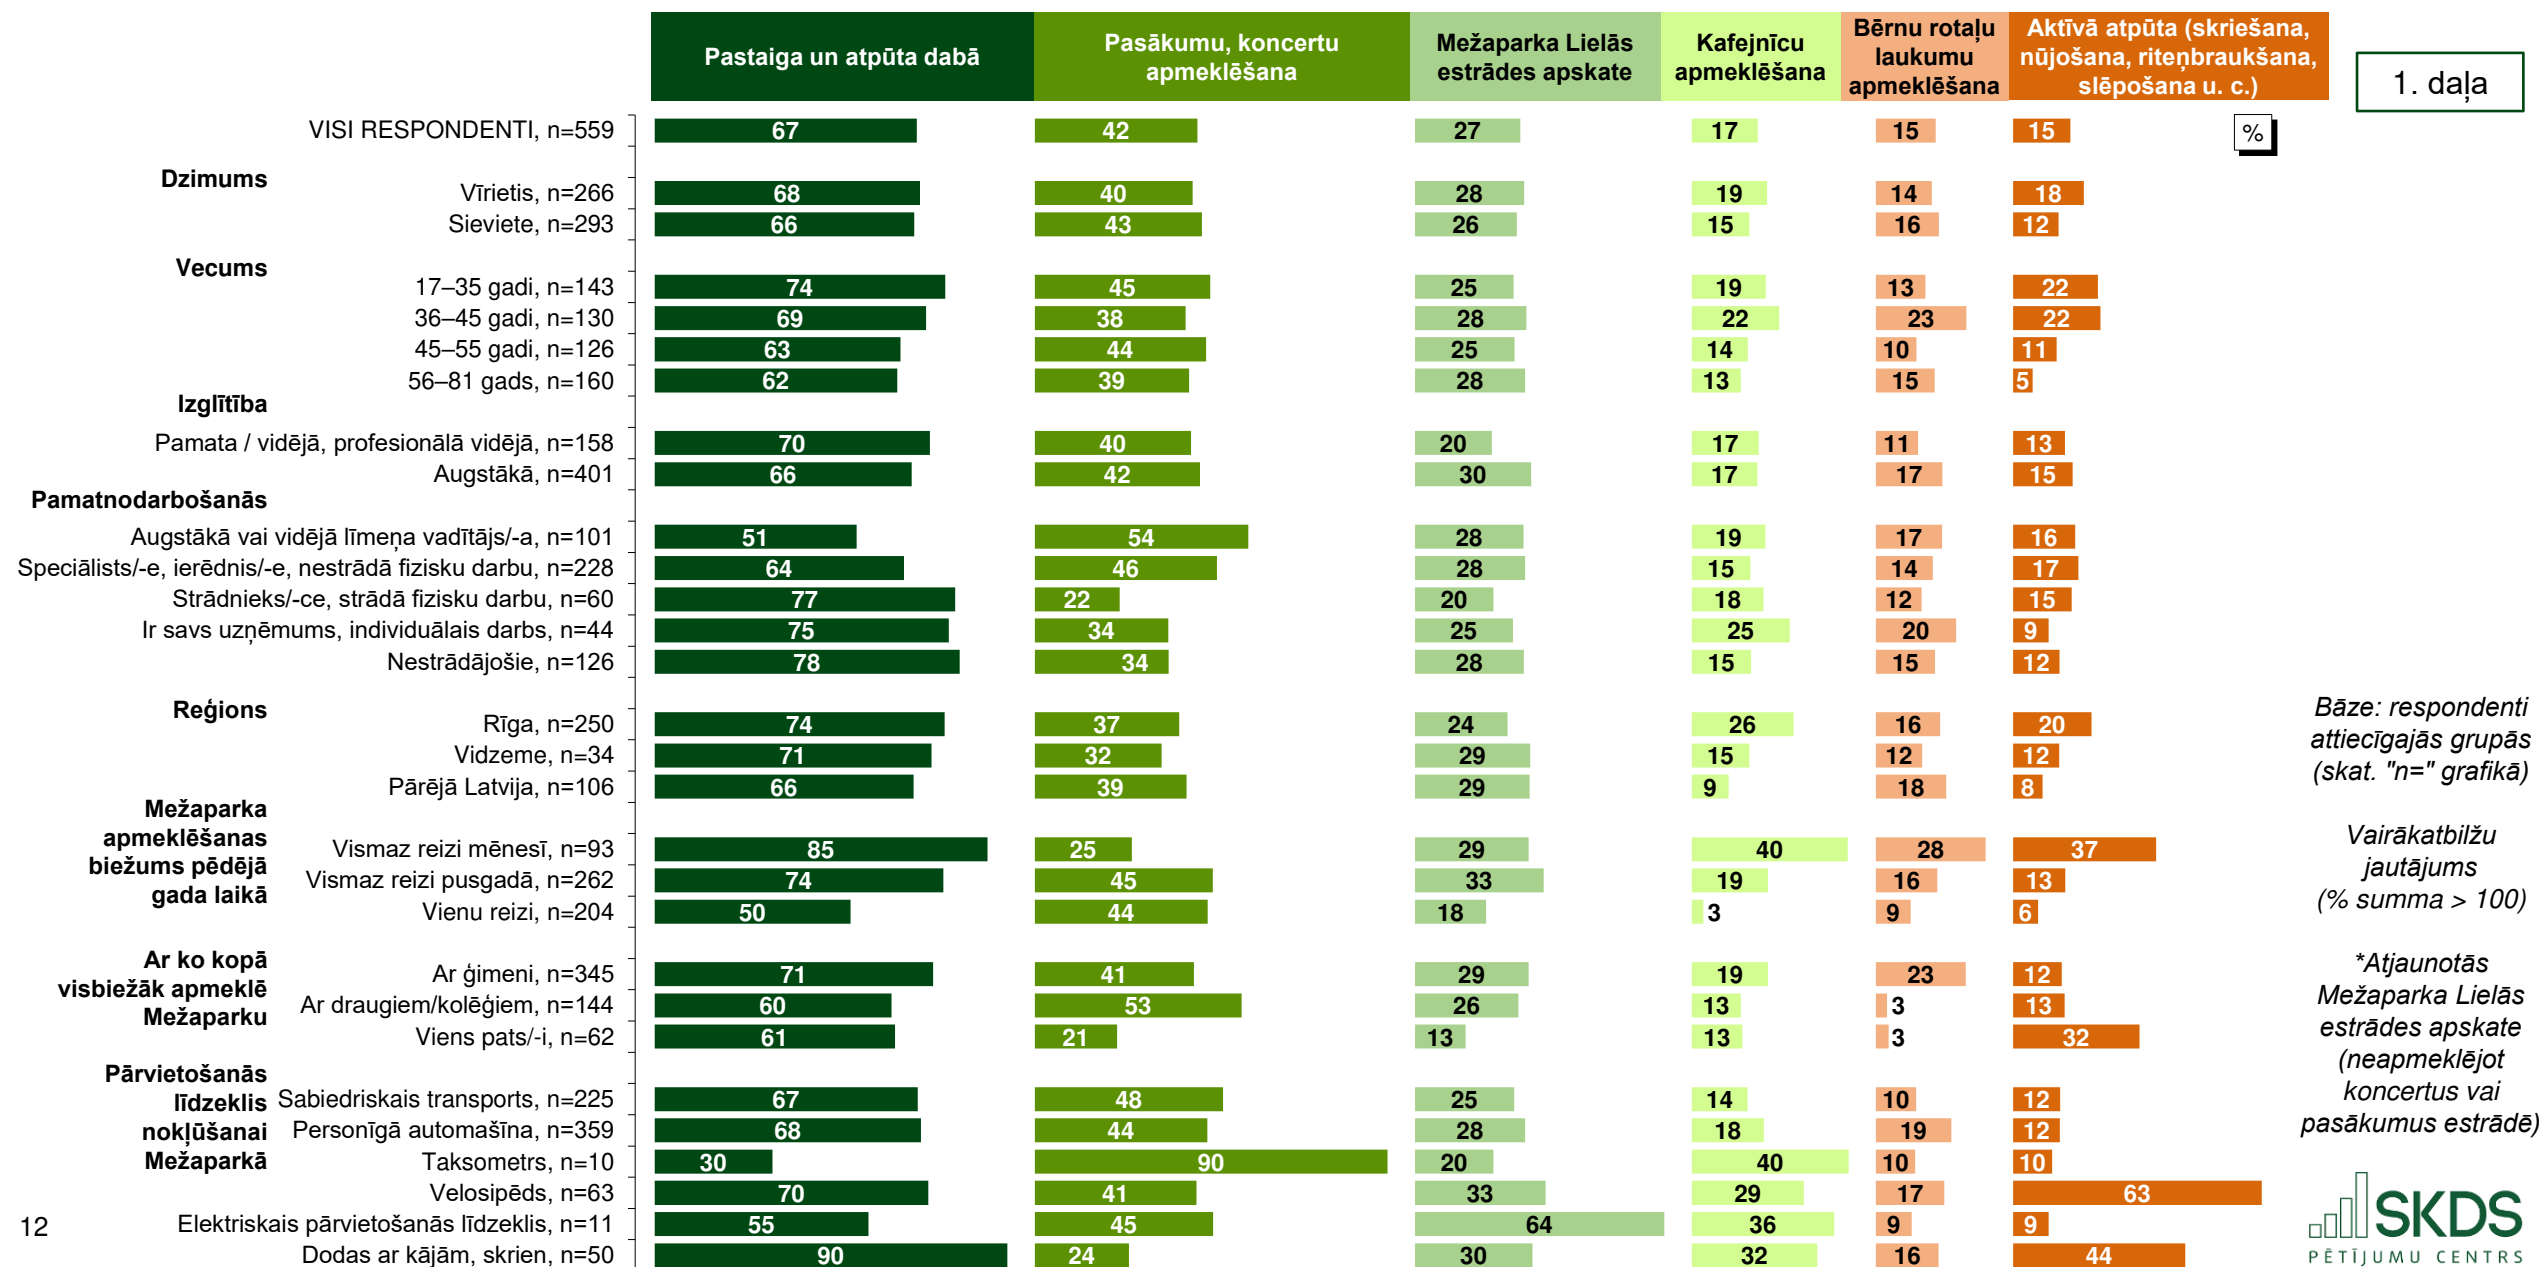 Pastaiga un atpūta dabā
Pasākumu, koncertu
apmeklēšana
Mežaparka Lielās
estrādes apskate
Kafejnīcu
apmeklēšana
Bērnu rotaļu
laukumu
apmeklēšana
Aktīvā atpūta (skriešana,
nūjošana, riteņbraukšana,
slēpošana u. c.)
1. daļa
%
VISI RESPONDENTI, n=559 67 42 27 17 15 15
Dzimums
Vīrietis, n=266 68 40 28 19 14 18
Sieviete, n=293 66 43 26 15 16 12
Vecums
17–35 gadi, n=143 74 45 25 19 13 22
36–45 gadi, n=130 69 38 28 22 23 22
45–55 gadi, n=126 63 44 25 14 10 11
56–81 gads, n=160 62 39 28 13 15 5
Izglītība
Pamata / vidējā, profesionālā vidējā, n=158 70 40 20 17 11 13
Augstākā, n=401 66 42 30 17 17 15
Pamatnodarbošanās
Augstākā vai vidējā līmeņa vadītājs/-a, n=101 51 54 28 19 17 16
Speciālists/-e, ierēdnis/-e, nestrādā fizisku darbu, n=228 64 46 28 15 14 17
Strādnieks/-ce, strādā fizisku darbu, n=60 77 22 20 18 12 15
Ir savs uzņēmums, individuālais darbs, n=44 75 34 25 25 20 9
Nestrādājošie, n=126 78 34 28 15 15 12
Reģions
Rīga, n=250 74 37 24 26 16 20
Vidzeme, n=34 71 32 29 15 12 12
Pārējā Latvija, n=106 66 39 29 9 18 8
Mežaparka
apmeklēšanas
biežums pēdējā
gada laikā
Vismaz reizi mēnesī, n=93 85 25 29 40 28 37
Vismaz reizi pusgadā, n=262 74 45 33 19 16 13
Vienu reizi, n=204 50 44 18 3 9 6
Ar ko kopā
visbiežāk apmeklē
Mežaparku
Ar ģimeni, n=345 71 41 29 19 23 12
Ar draugiem/kolēģiem, n=144 60 53 26 13 3 13
Viens pats/-i, n=62 61 21 13 13 3 32
Pārvietošanās
līdzeklis
nokļūšanai
Mežaparkā
Sabiedriskais transports, n=225 67 48 25 14 10 12
Personīgā automašīna, n=359 68 44 28 18 19 12
Taksometrs, n=10 30 90 20 40 10 10
Velosipēds, n=63 70 41 33 29 17 63
Elektriskais pārvietošanās līdzeklis, n=11 55 45 64 36 9 9
Dodas ar kājām, skrien, n=50 90 24 30 32 16 44
Bāze: respondenti
attiecīgajās grupās
(skat. "n=" grafikā)
Vairākatbilžu
jautājums
(% summa > 100)
*Atjaunotās
Mežaparka Lielās
estrādes apskate
(neapmeklējot
koncertus vai
pasākumus estrādē)
12
SKDS
PĒTĪJUMU CENTRS